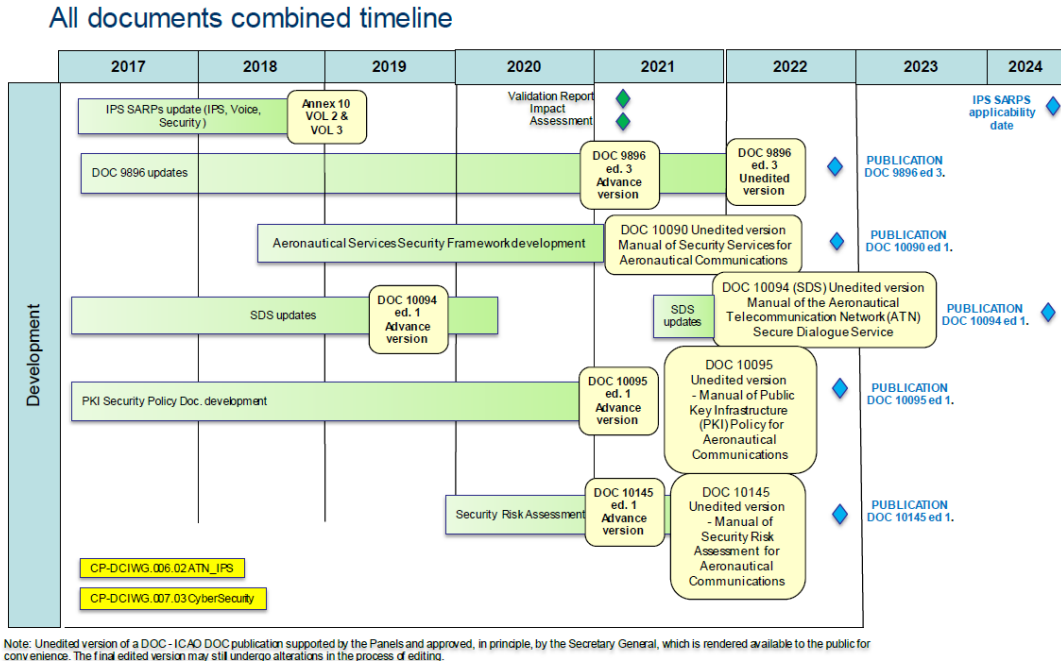 All documents combined timeline
2017 2018 2019 2020 2021 2022 2023 2024
Development
IPS SARPs update (IPS, Voice,
Security )
Annex 10
VOL 2 &
VOL 3
Validation Report
Impact
Assessment
IPS SARPS
applicability
date
DOC 9896 updates
DOC 9896
ed. 3
Advance
version
DOC 9896
ed. 3
Unedited
version
PUBLICATION
DOC 9896 ed 3.
Aeronautical Services Security Framework development
DOC 10090 Unedited version
Manual of Security Services for
Aeronautical Communications
PUBLICATION
DOC 10090 ed 1.
SDS updates
DOC 10094
ed. 1
Advance
version
SDS
updates
DOC 10094 (SDS) Unedited version
Manual of the Aeronautical
Telecommunication Network (ATN)
Secure Dialogue Service
PUBLICATION
DOC 10094 ed 1.
PKI Security Policy Doc. development
DOC 10095
ed. 1
Advance
version
DOC 10095
Unedited version
- Manual of Public
Key Infrastructure
(PKI) Policy for
Aeronautical
Communications
PUBLICATION
DOC 10095 ed 1.
Security Risk Assessment
DOC 10145
ed. 1
Advance
version
DOC 10145
Unedited version
- Manual of
Security Risk
Assessment for
Aeronautical
Communications
PUBLICATION
DOC 10145 ed 1.
CP-DCIWG.006.02 ATN_IPS
CP-DCIWG.007.03 CyberSecurity
Note: Unedited version of a DOC - ICAO DOC publication supported by the Panels and approved, in principle, by the Secretary General, which is rendered available to the public for
convenience. The final edited version may still undergo alterations in the process of editing.